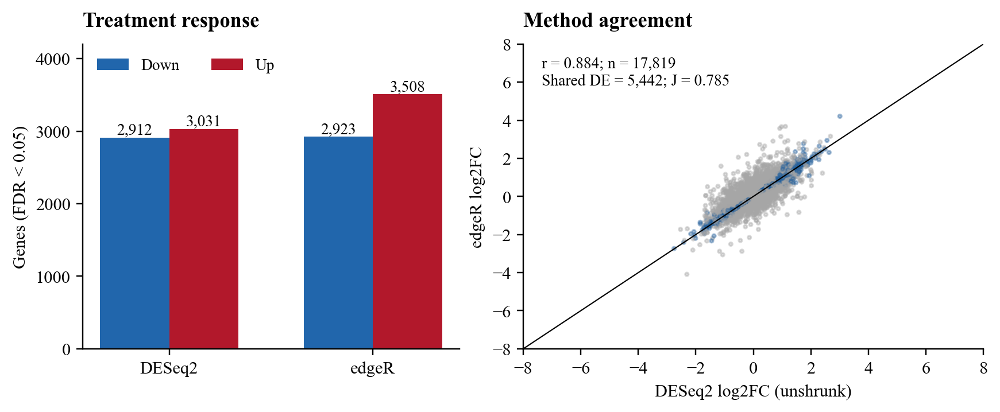 Treatment response
4000
3000
2000
1000
0
Genes (FDR < 0.05)
Down
Up
2,912
3,031
2,923
3,508
DESeq2
edgeR
Method agreement
r = 0.884; n = 17,819
Shared DE = 5,442; J = 0.785
8
6
4
2
0
−2
−4
−6
−8
edgeR log2FC
−8 −6 −4 −2 0 2 4 6 8
DESeq2 log2FC (unshrunk)